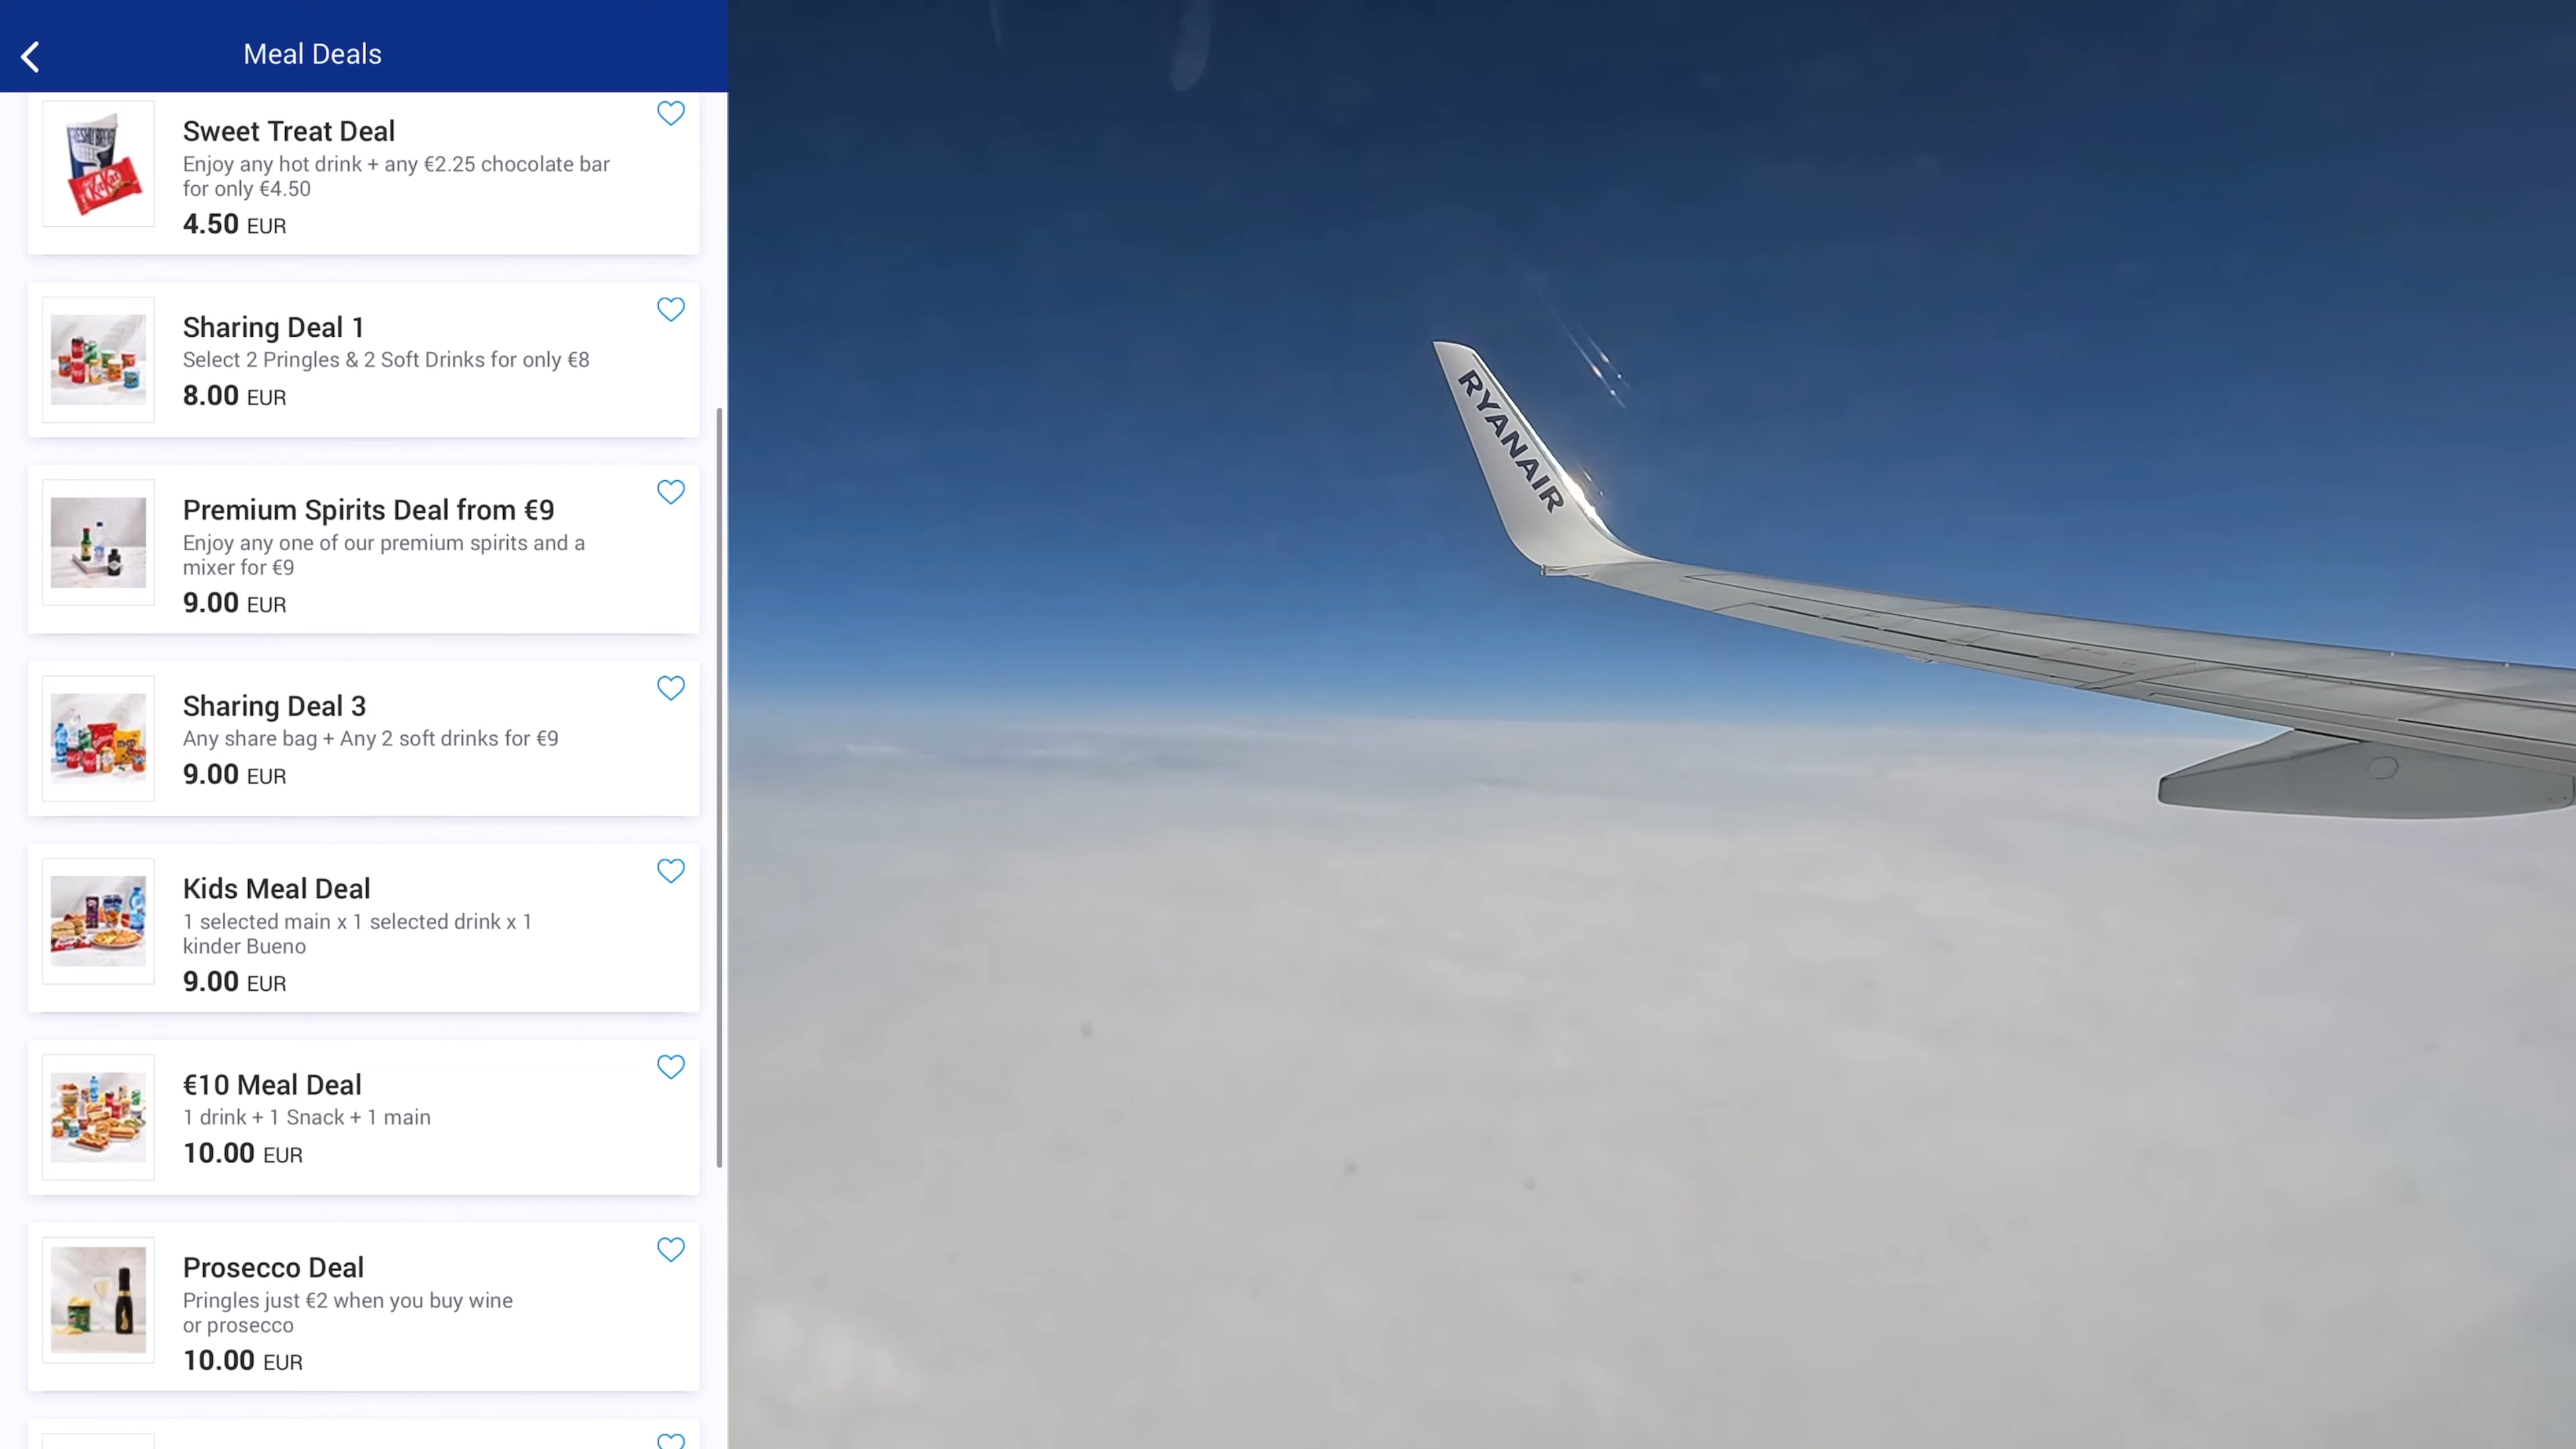 Meal Deals
Sweet Treat Deal
Enjoy any hot drink + any €2.25 chocolate bar
for only €4.50
4.50 EUR
Sharing Deal 1
Select 2 Pringles & 2 Soft Drinks for only €8
8.00 EUR
Premium Spirits Deal from €9
Enjoy any one of our premium spirits and a
mixer for €9
9.00 EUR
Sharing Deal 3
Any share bag + Any 2 soft drinks for €9
9.00 EUR
Kids Meal Deal
1 selected main x 1 selected drink x 1
kinder Bueno
9.00 EUR
€10 Meal Deal
1 drink + 1 Snack + 1 main
10.00 EUR
Prosecco Deal
Pringles just €2 when you buy wine
or prosecco
10.00 EUR
RYANAIR
KitKat